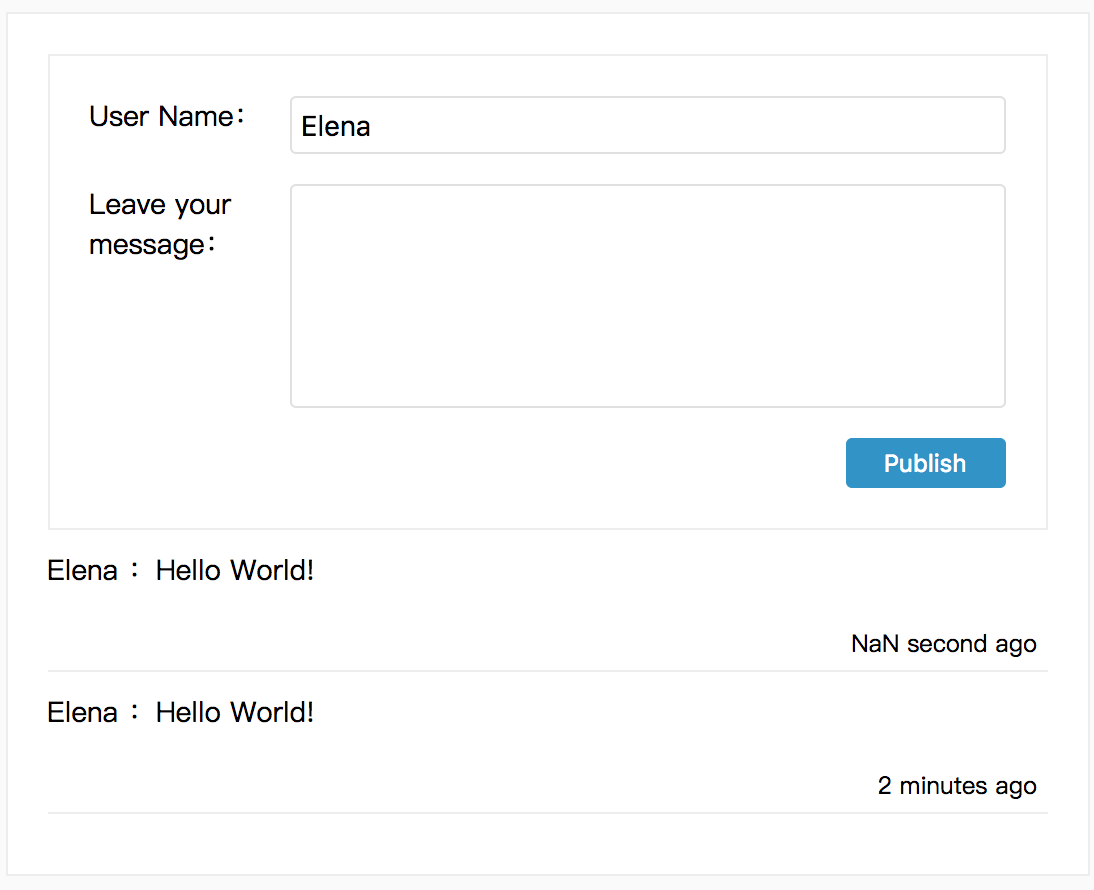 User Name：
Elena
Leave your
message：
Publish
Elena ： Hello World!
NaN second ago
Elena ： Hello World!
2 minutes ago